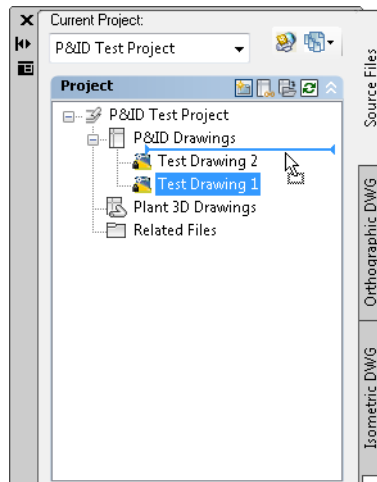 Current Project:
P&ID Test Project
Project
P&ID Test Project
P&ID Drawings
Test Drawing 2
Test Drawing 1
Plant 3D Drawings
Related Files
Source Files
Orthographic DWG
Isometric DWG